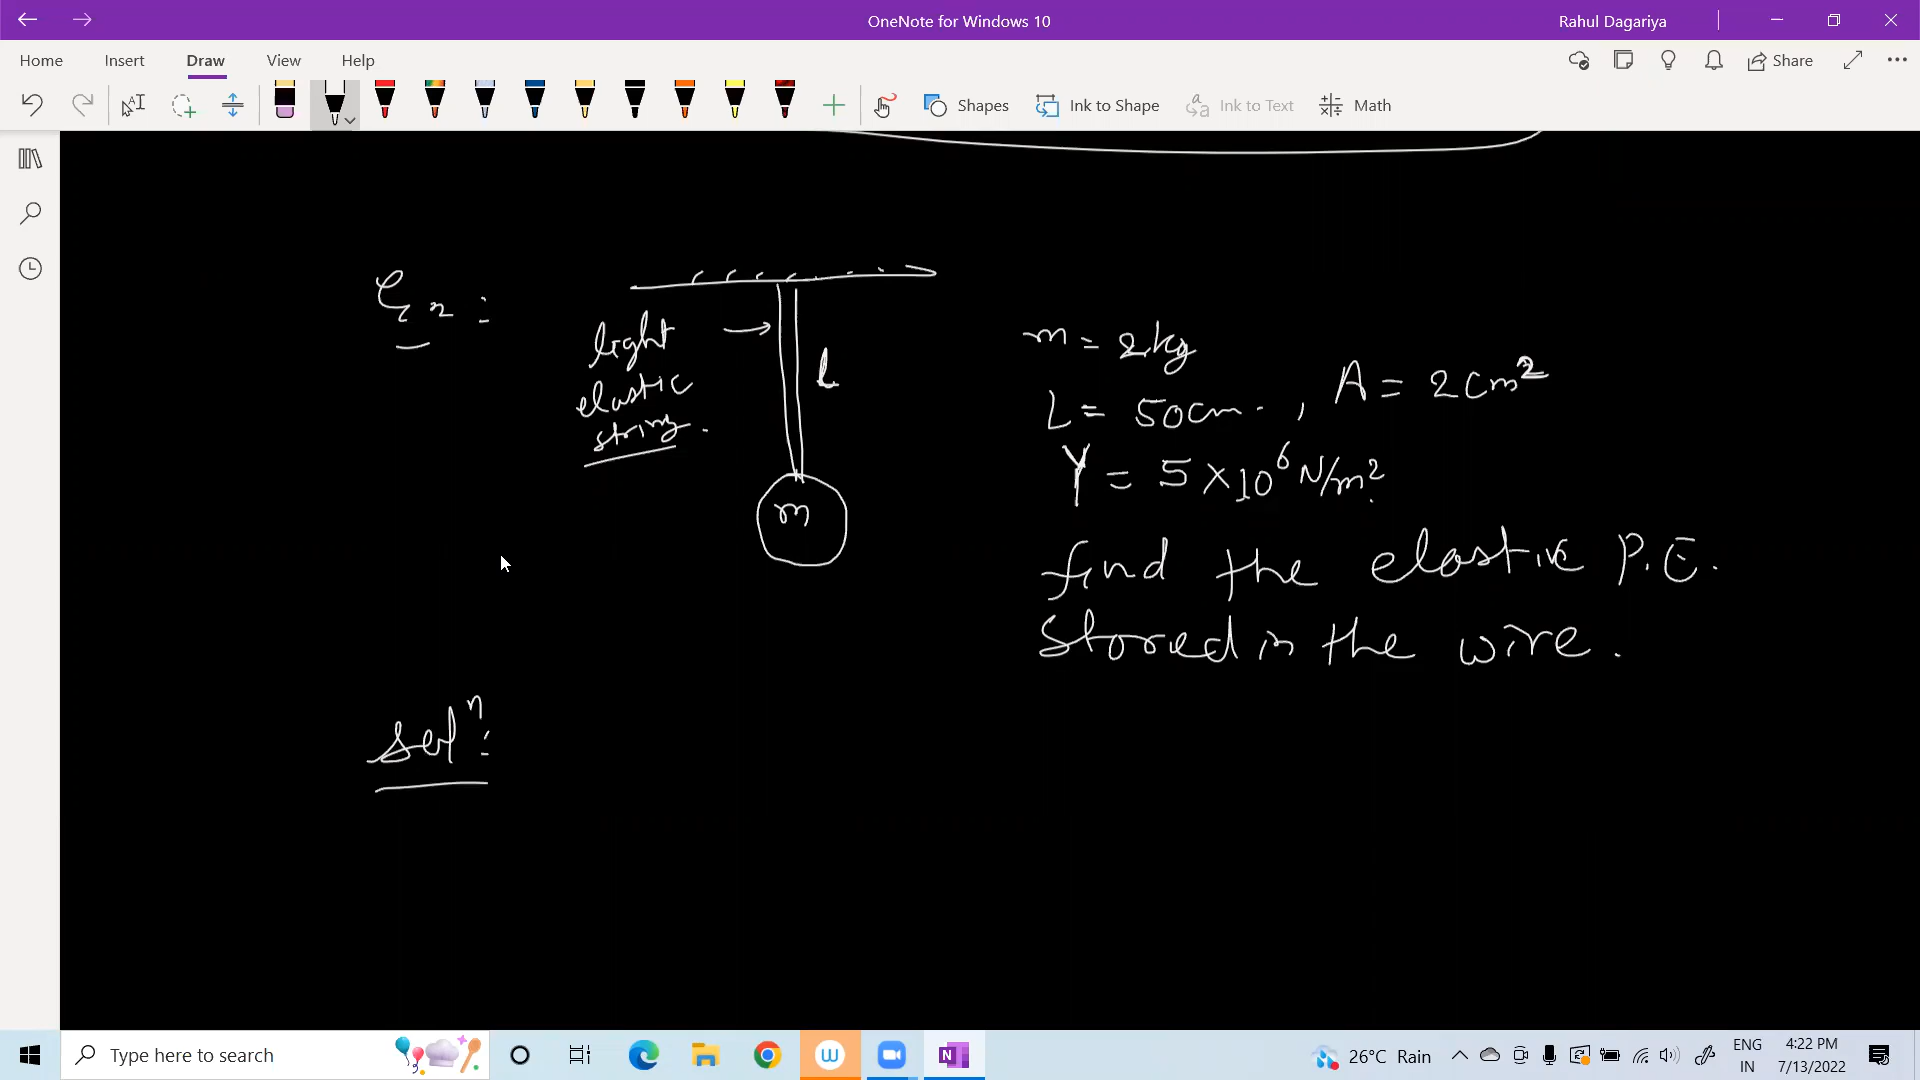 OneNote for Windows 10
Rahul Dagariya
Home Insert Draw View Help
Share
Shapes Ink to Shape Ink to Text Math
Ex :
light
elastic
string.
l
m
m = 2kg
L = 50cm. , A = 2cm²
Y = 5 × 10⁶ N/m²
find the elastic P.E.
stored in the wire.
solⁿ:
Type here to search
26°C Rain
ENG
IN
4:22 PM
7/13/2022